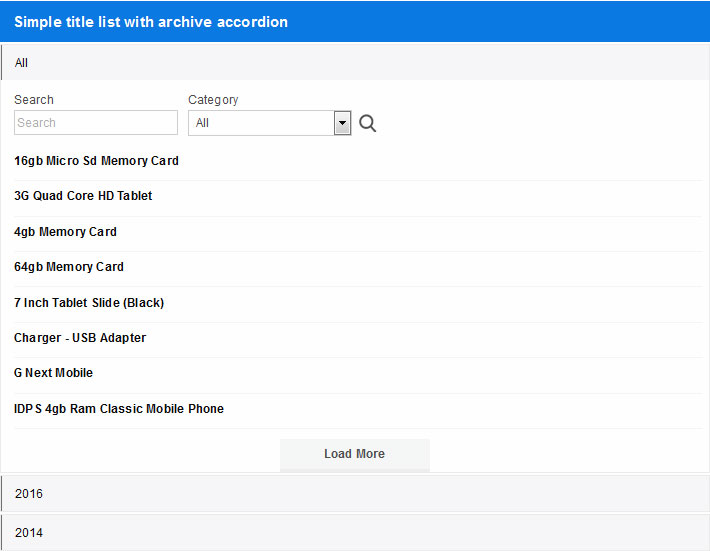 Simple title list with archive accordion
All
Search Category
Search All
16gb Micro Sd Memory Card
3G Quad Core HD Tablet
4gb Memory Card
64gb Memory Card
7 Inch Tablet Slide (Black)
Charger - USB Adapter
G Next Mobile
IDPS 4gb Ram Classic Mobile Phone
Load More
2016
2014